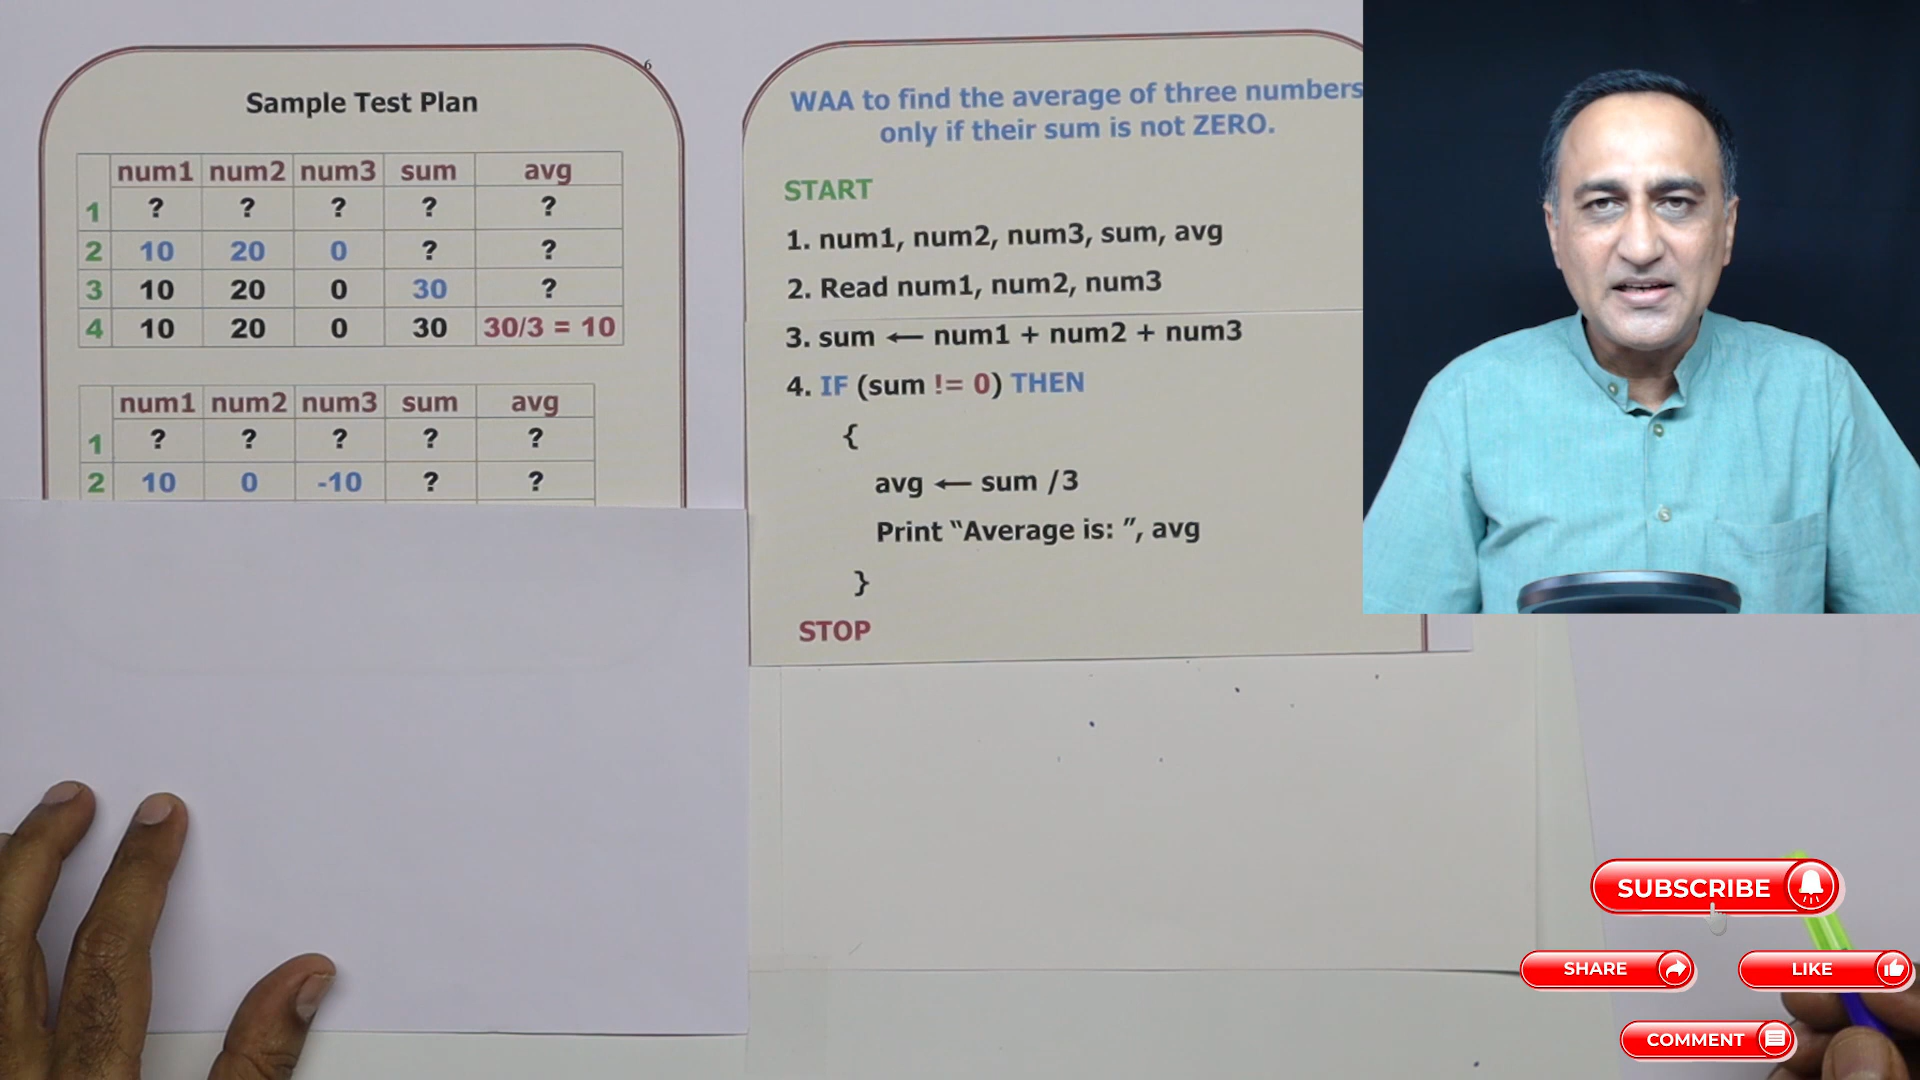 6
Sample Test Plan
num1 num2 num3 sum avg
1 ? ? ? ? ?
2 10 20 0 ? ?
3 10 20 0 30 ?
4 10 20 0 30 30/3 = 10
num1 num2 num3 sum avg
1 ? ? ? ? ?
2 10 0 -10 ? ?
WAA to find the average of three numbers
only if their sum is not ZERO.
START
1. num1, num2, num3, sum, avg
2. Read num1, num2, num3
3. sum ← num1 + num2 + num3
4. IF (sum != 0) THEN
{
avg ← sum /3
Print “Average is: ”, avg
}
STOP
SUBSCRIBE
SHARE
LIKE
COMMENT